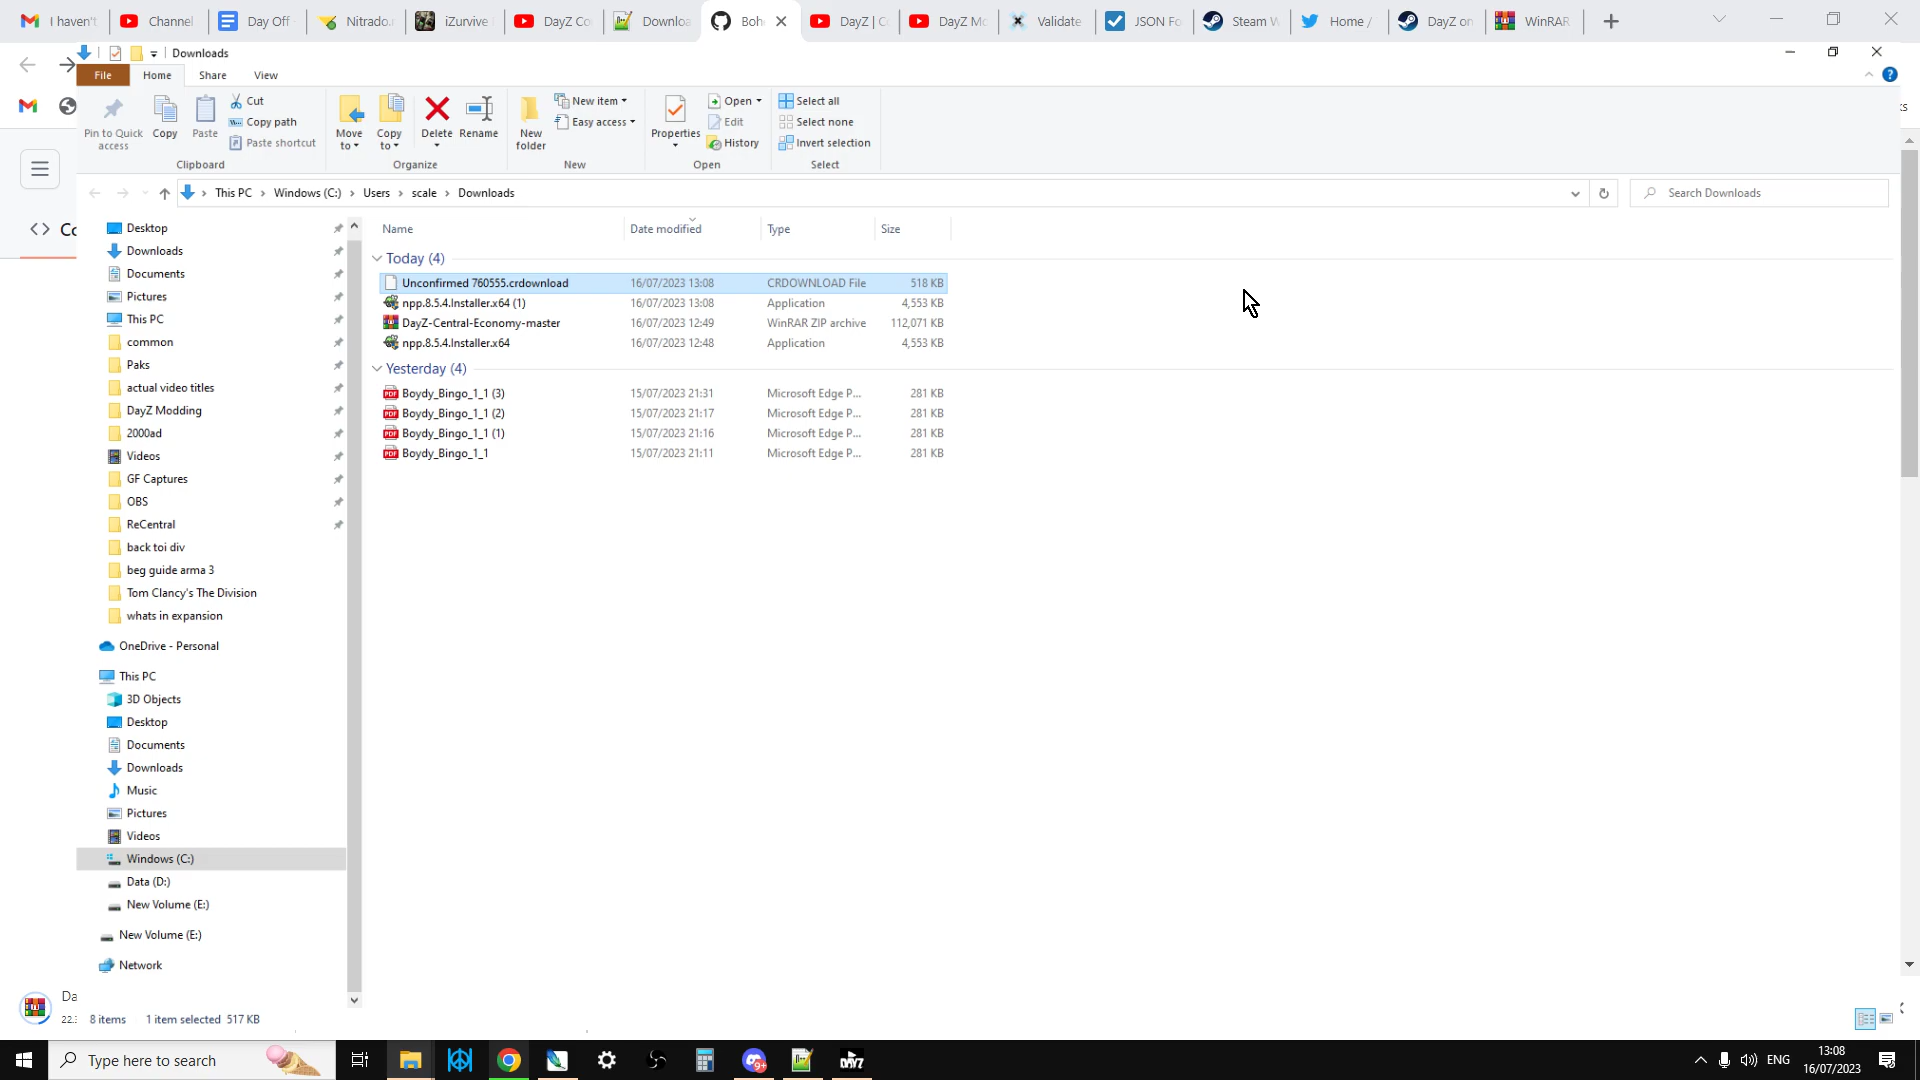 I haven't
Channel
Day Off
Nitrado.
iZurvive
DayZ Co
Downloa
Boh
DayZ | C
DayZ Mo
Validate
JSON Fo
Steam W
Home /
DayZ on
WinRAR
Downloads
File
Home
Share
View
Pin to Quick
access
Copy
Paste
Cut
Copy path
Paste shortcut
Clipboard
Move
to
Copy
to
Delete
Rename
Organize
New
folder
New item
Easy access
New
Properties
Open
Edit
History
Open
Select all
Select none
Invert selection
Select
This PC
Windows (C:)
Users
scale
Downloads
Search Downloads
Co
Name
Date modified
Type
Size
Today (4)
Unconfirmed 760555.crdownload 16/07/2023 13:08 CRDOWNLOAD File 518 KB
npp.8.5.4.Installer.x64 (1) 16/07/2023 13:08 Application 4,553 KB
DayZ-Central-Economy-master 16/07/2023 12:49 WinRAR ZIP archive 112,071 KB
npp.8.5.4.Installer.x64 16/07/2023 12:48 Application 4,553 KB
Yesterday (4)
Boydy_Bingo_1_1 (3) 15/07/2023 21:31 Microsoft Edge P... 281 KB
Boydy_Bingo_1_1 (2) 15/07/2023 21:17 Microsoft Edge P... 281 KB
Boydy_Bingo_1_1 (1) 15/07/2023 21:16 Microsoft Edge P... 281 KB
Boydy_Bingo_1_1 15/07/2023 21:11 Microsoft Edge P... 281 KB
Desktop
Downloads
Documents
Pictures
This PC
common
Paks
actual video titles
DayZ Modding
2000ad
Videos
GF Captures
OBS
ReCentral
back toi div
beg guide arma 3
Tom Clancy's The Division
whats in expansion
OneDrive - Personal
This PC
3D Objects
Desktop
Documents
Downloads
Music
Pictures
Videos
Windows (C:)
Data (D:)
New Volume (E:)
New Volume (E:)
Network
Da
22.
8 items
1 item selected 517 KB
Type here to search
9+
DAYZ
ENG
13:08
16/07/2023